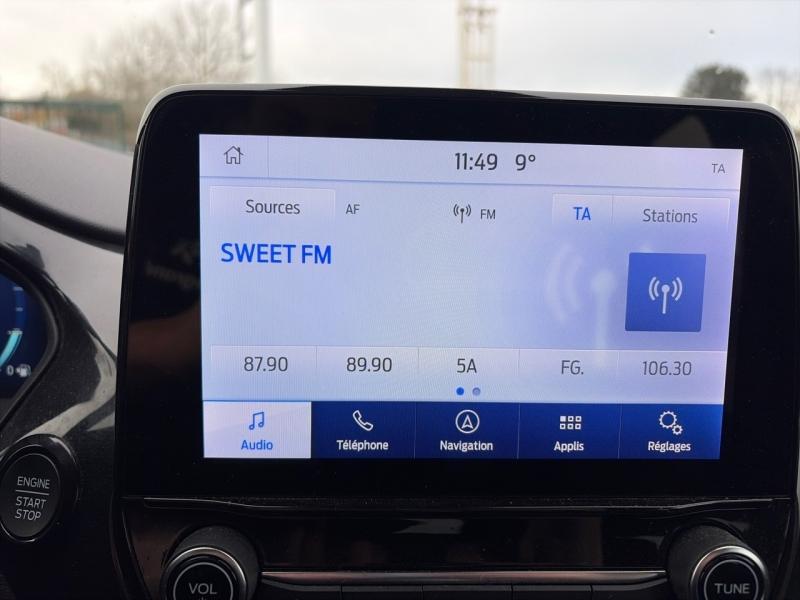 11:49 9°
TA
Sources
AF
FM
TA
Stations
SWEET FM
87.90
89.90
5A
FG.
106.30
Audio
Téléphone
Navigation
Applis
Réglages
0
ENGINE
START
STOP
VOL
TUNE